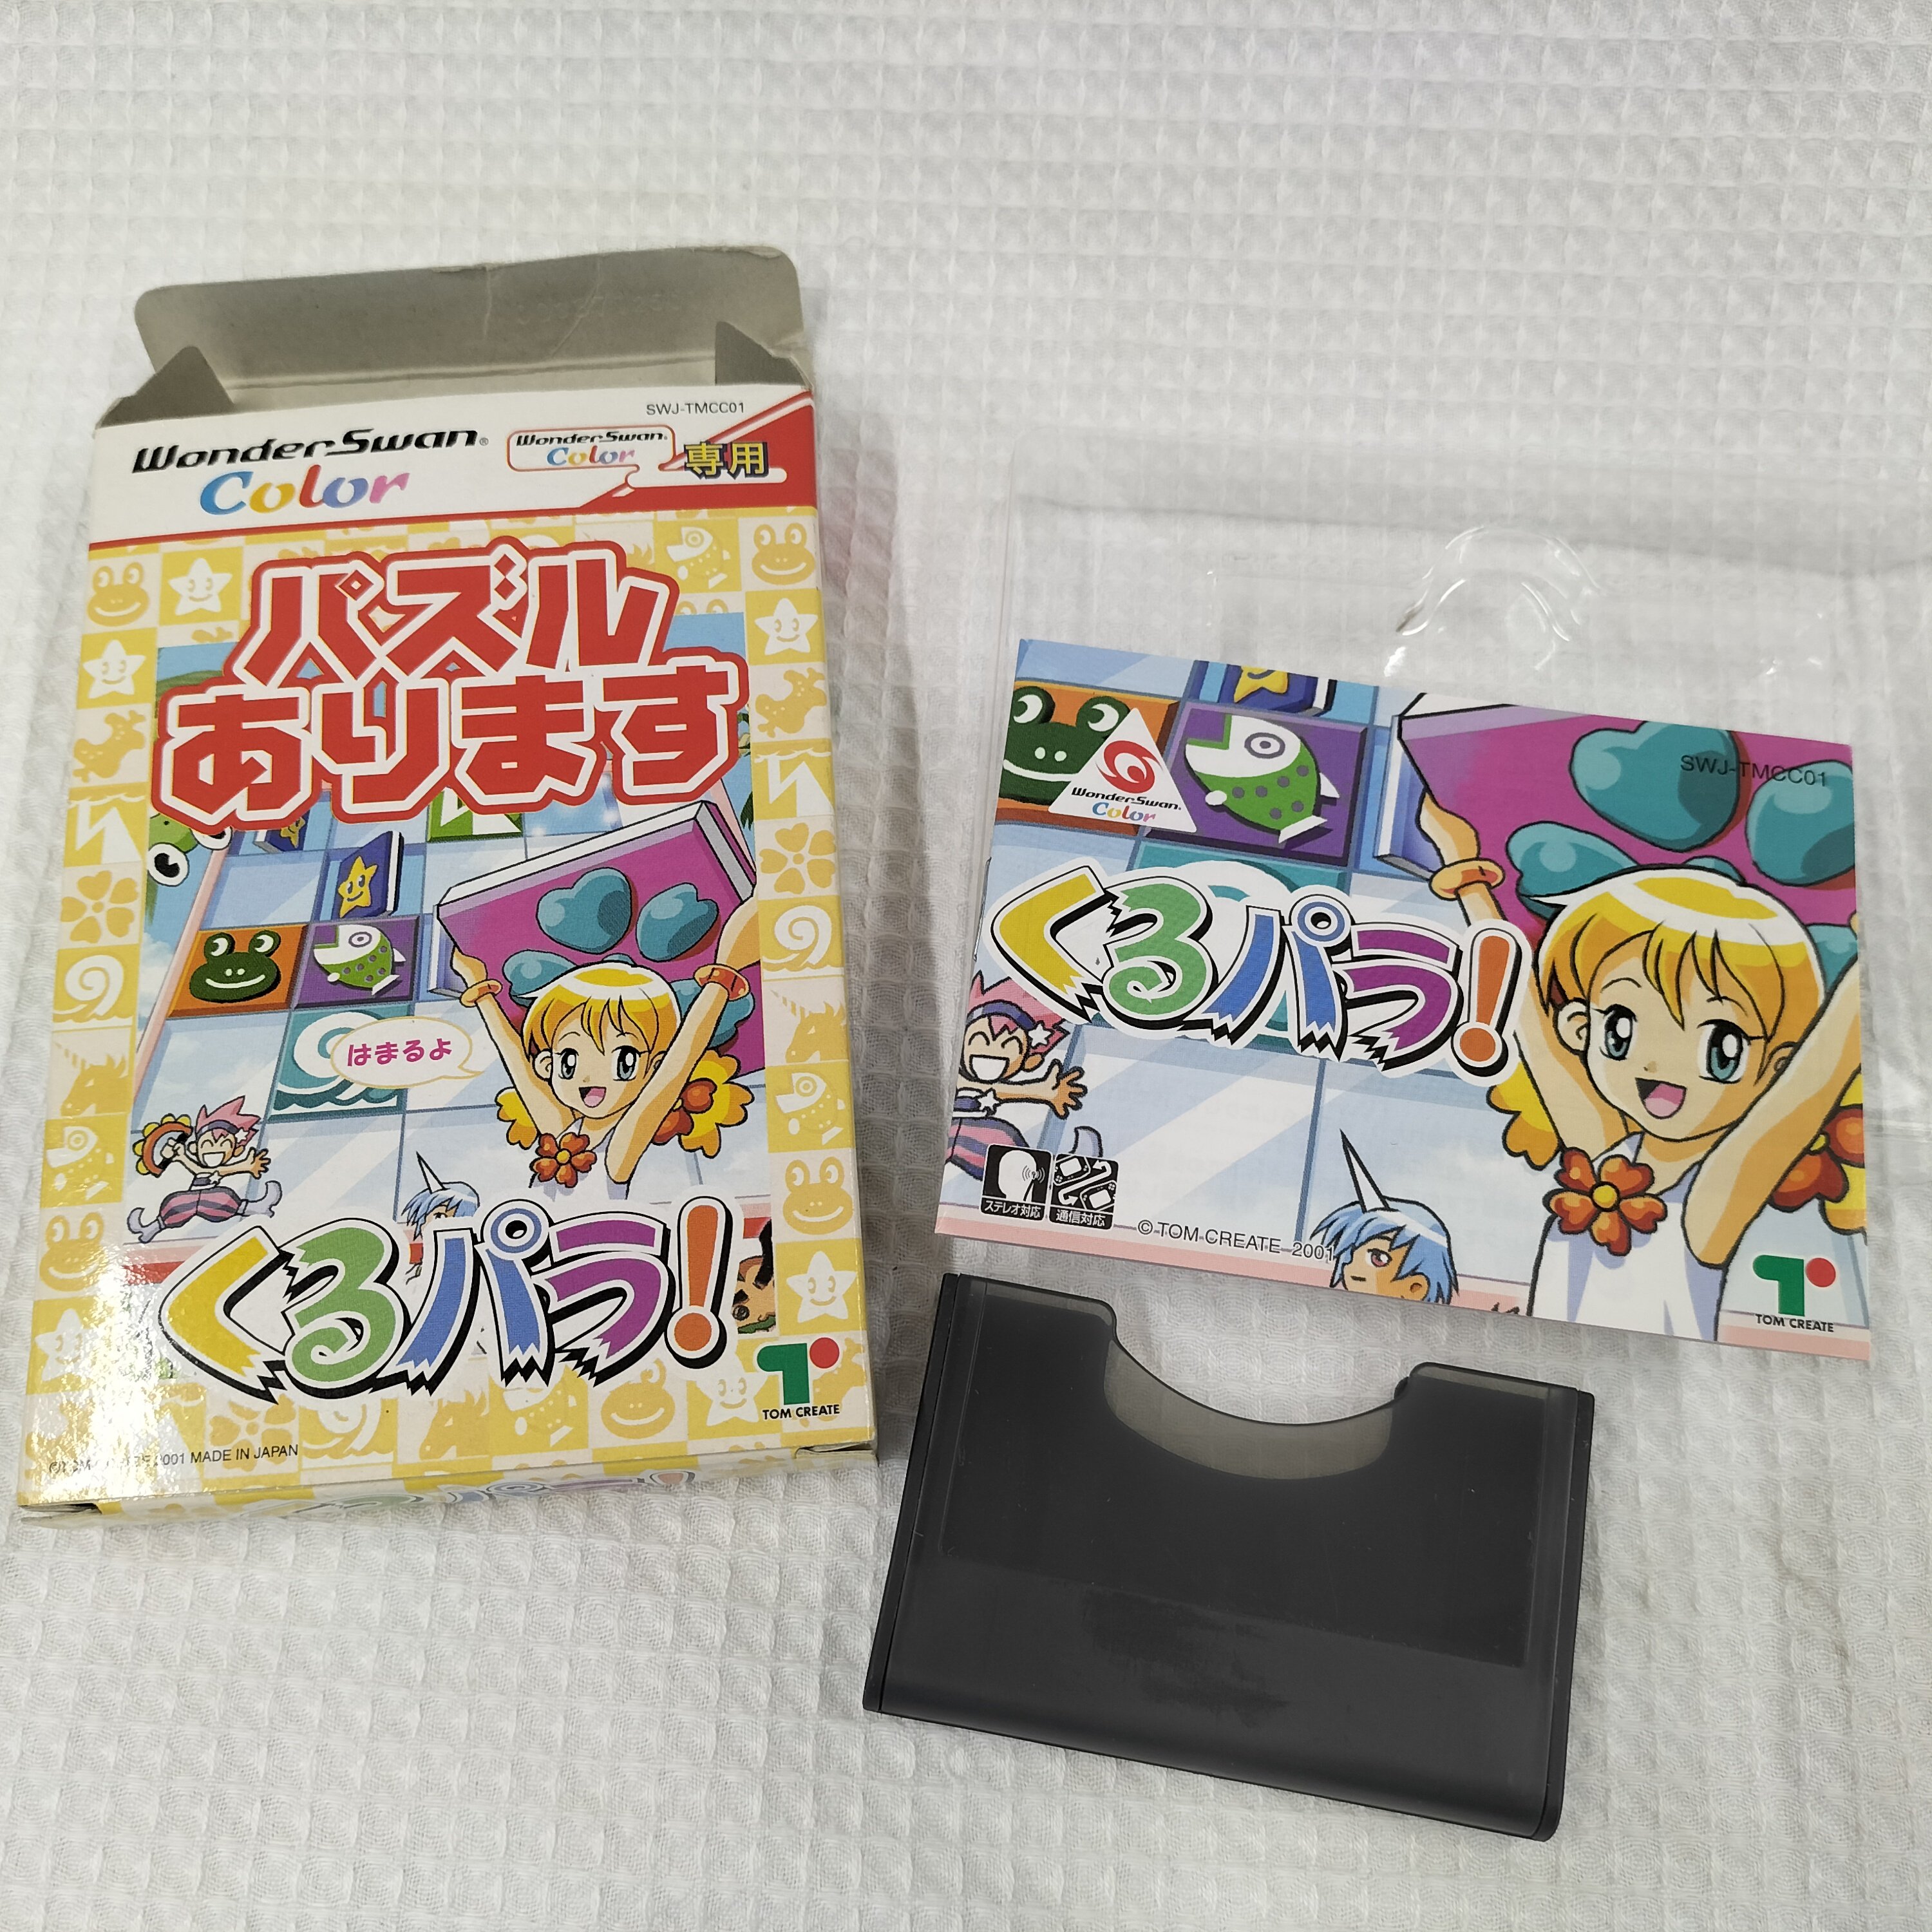 SWJ-TMCC01
WonderSwan®
Color
WonderSwan®
Color
専用
パズル
あります
はまるよ
くるパラ!
TOM CREATE
2001 MADE IN JAPAN
SWJ-TMCC01
WonderSwan®
Color
くるパラ!
ステレオ対応
通信対応
© TOM CREATE 2001
TOM CREATE